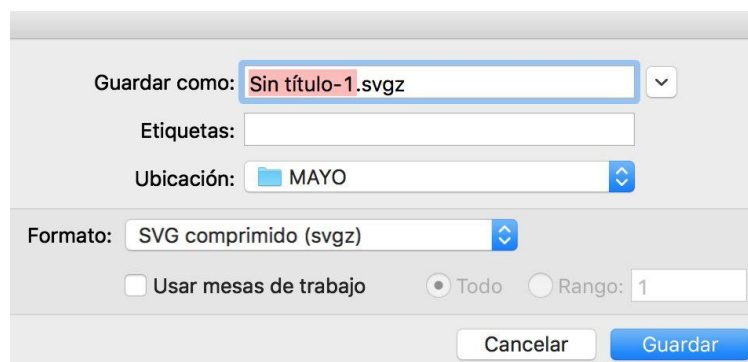 Guardar como: Sin título-1.svgz
Etiquetas:
Ubicación: MAYO
Formato: SVG comprimido (svgz)
Usar mesas de trabajo Todo Rango: 1
Cancelar Guardar